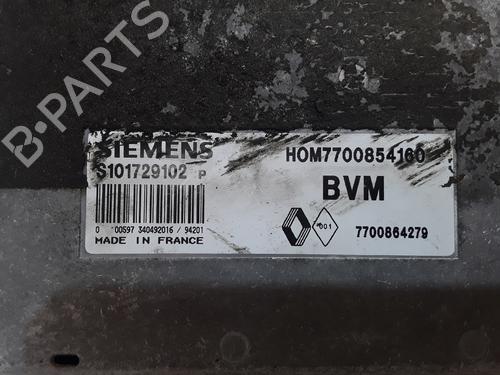 B-PARTS
SIEMENS
S101729102 P
0 00597 340492016 / 94201
MADE IN FRANCE
HOM7700854160
BVM
001
7700864279